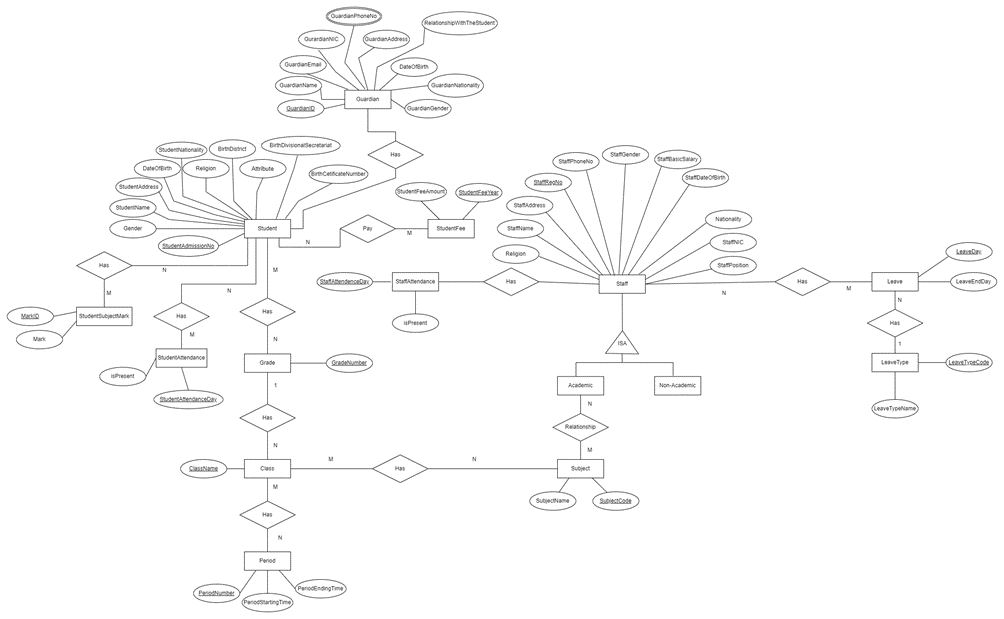 GuardianPhoneNo
RelationshipWithTheStudent
GurardianNIC
GuardianAddress
GuardianEmail
DateOfBirth
GuardianName
GuardianNationality
Guardian
GuardianID
GuardianGender
Has
StudentNationality
BirthDistrict
BirthDivisionalSecretariat
DateOfBirth
Religion
Attribute
BirthCetificateNumber
StudentAddress
StudentName
Gender
Student
StudentAdmissionNo
StudentFeeAmount
StudentFeeYear
N
Pay
M
StudentFee
StaffPhoneNo
StaffGender
StaffBasicSalary
StaffRegNo
StaffDateOfBirth
StaffAddress
Nationality
StaffName
StaffNIC
Religion
StaffPosition
LeaveDay
Has
N
M
StudentSubjectMark
MarkID
Mark
N
Has
M
StudentAttendance
isPresent
StudentAttendanceDay
M
Has
N
Grade
GradeNumber
StaffAttendenceDay
StaffAttendance
Has
Staff
isPresent
N
Has
M
Leave
LeaveEndDay
N
Has
1
LeaveType
LeaveTypeCode
LeaveTypeName
ISA
Academic
Non-Academic
N
Relationship
M
1
Has
N
ClassName
Class
M
Has
N
Subject
SubjectName
SubjectCode
M
Has
N
Period
PeriodNumber
PeriodStartingTime
PeriodEndingTime